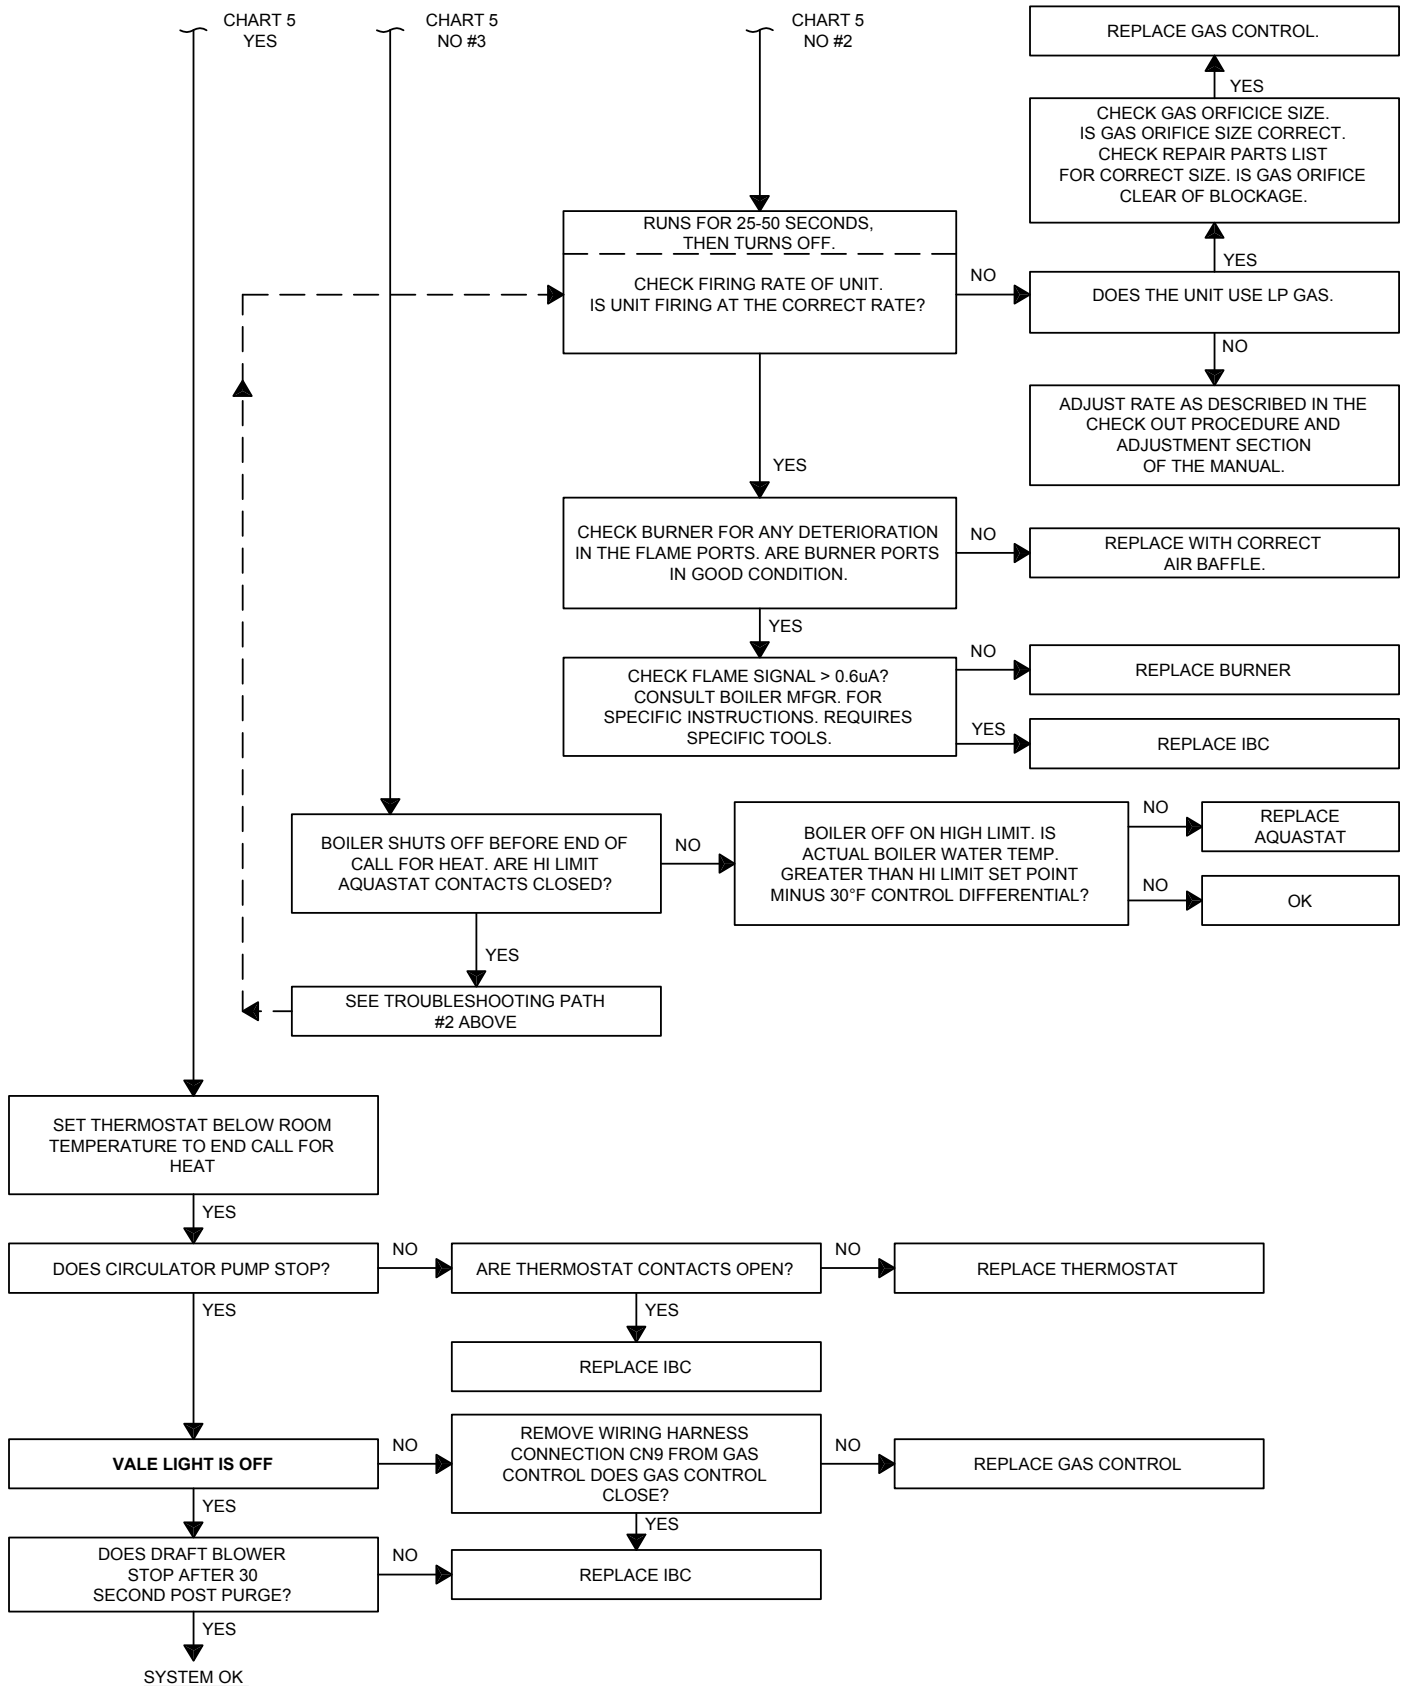 CHART 5
YES
CHART 5
NO #3
CHART 5
NO #2
REPLACE GAS CONTROL.
YES
CHECK GAS ORFICICE SIZE.
IS GAS ORIFICE SIZE CORRECT.
CHECK REPAIR PARTS LIST
FOR CORRECT SIZE. IS GAS ORIFICE
CLEAR OF BLOCKAGE.
YES
RUNS FOR 25-50 SECONDS,
THEN TURNS OFF.
CHECK FIRING RATE OF UNIT.
IS UNIT FIRING AT THE CORRECT RATE?
NO
DOES THE UNIT USE LP GAS.
NO
ADJUST RATE AS DESCRIBED IN THE
CHECK OUT PROCEDURE AND
ADJUSTMENT SECTION
OF THE MANUAL.
YES
CHECK BURNER FOR ANY DETERIORATION
IN THE FLAME PORTS. ARE BURNER PORTS
IN GOOD CONDITION.
NO
REPLACE WITH CORRECT
AIR BAFFLE.
YES
CHECK FLAME SIGNAL > 0.6uA?
CONSULT BOILER MFGR. FOR
SPECIFIC INSTRUCTIONS. REQUIRES
SPECIFIC TOOLS.
NO
REPLACE BURNER
YES
REPLACE IBC
BOILER SHUTS OFF BEFORE END OF
CALL FOR HEAT. ARE HI LIMIT
AQUASTAT CONTACTS CLOSED?
NO
BOILER OFF ON HIGH LIMIT. IS
ACTUAL BOILER WATER TEMP.
GREATER THAN HI LIMIT SET POINT
MINUS 30°F CONTROL DIFFERENTIAL?
NO
REPLACE
AQUASTAT
NO
OK
YES
SEE TROUBLESHOOTING PATH
#2 ABOVE
SET THERMOSTAT BELOW ROOM
TEMPERATURE TO END CALL FOR
HEAT
YES
DOES CIRCULATOR PUMP STOP?
NO
ARE THERMOSTAT CONTACTS OPEN?
NO
REPLACE THERMOSTAT
YES
YES
REPLACE IBC
VALE LIGHT IS OFF
NO
REMOVE WIRING HARNESS
CONNECTION CN9 FROM GAS
CONTROL DOES GAS CONTROL
CLOSE?
NO
REPLACE GAS CONTROL
YES
YES
DOES DRAFT BLOWER
STOP AFTER 30
SECOND POST PURGE?
NO
REPLACE IBC
YES
SYSTEM OK